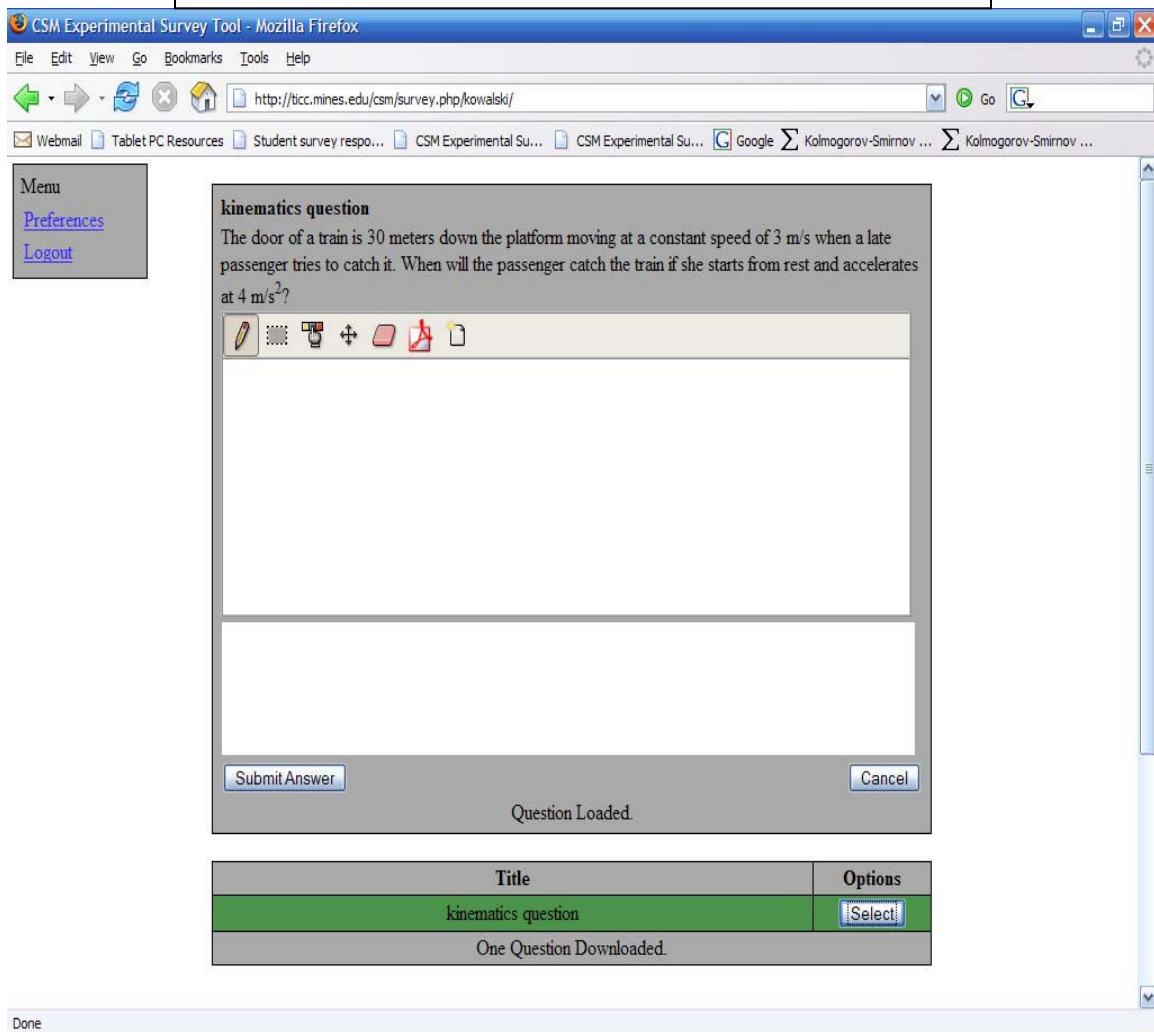 CSM Experimental Survey Tool - Mozilla Firefox
File Edit View Go Bookmarks Tools Help
http://ticc.mines.edu/csm/survey.php/kowalski/ Go G
Webmail Tablet PC Resources Student survey respo... CSM Experimental Su... CSM Experimental Su... G Google Kolmogorov-Smirnov ... Kolmogorov-Smirnov ...
Menu
Preferences
Logout
kinematics question
The door of a train is 30 meters down the platform moving at a constant speed of 3 m/s when a late
passenger tries to catch it. When will the passenger catch the train if she starts from rest and accelerates
at 4 m/s²?
Submit Answer Cancel
Question Loaded.
Title Options
kinematics question Select
One Question Downloaded.
Done